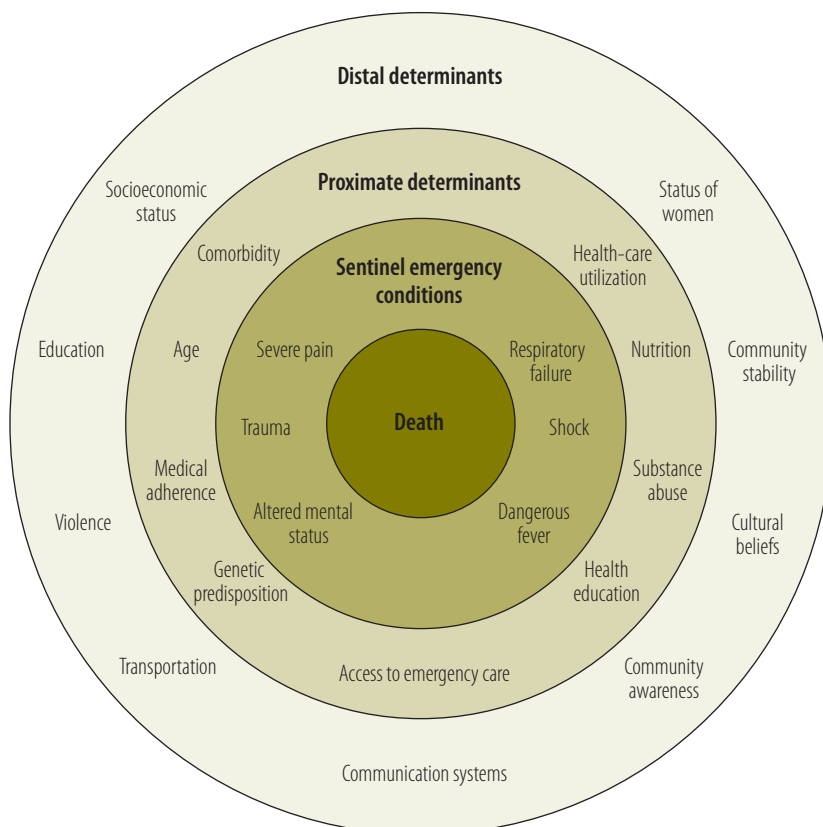 Distal determinants
Proximate determinants
Socioeconomic
status
Status of
women
Comorbidity
Health-care
utilization
Sentinel emergency
conditions
Education
Age
Severe pain
Respiratory
failure
Nutrition
Community
stability
Death
Trauma
Shock
Medical
adherence
Substance
abuse
Violence
Altered mental
status
Dangerous
fever
Cultural
beliefs
Genetic
predisposition
Health
education
Transportation
Access to emergency care
Community
awareness
Communication systems